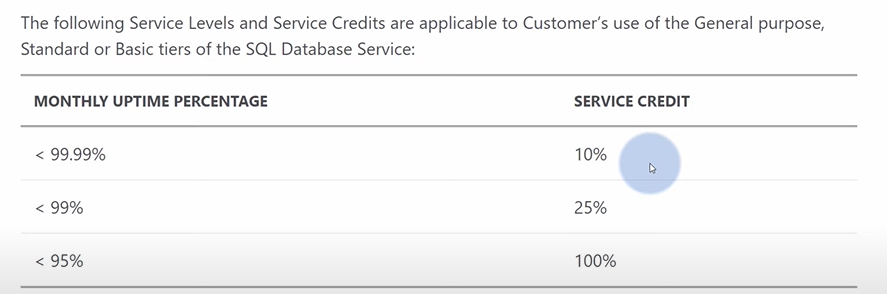 The following Service Levels and Service Credits are applicable to Customer's use of the General purpose,
Standard or Basic tiers of the SQL Database Service:
MONTHLY UPTIME PERCENTAGE SERVICE CREDIT
< 99.99% 10%
< 99% 25%
< 95% 100%